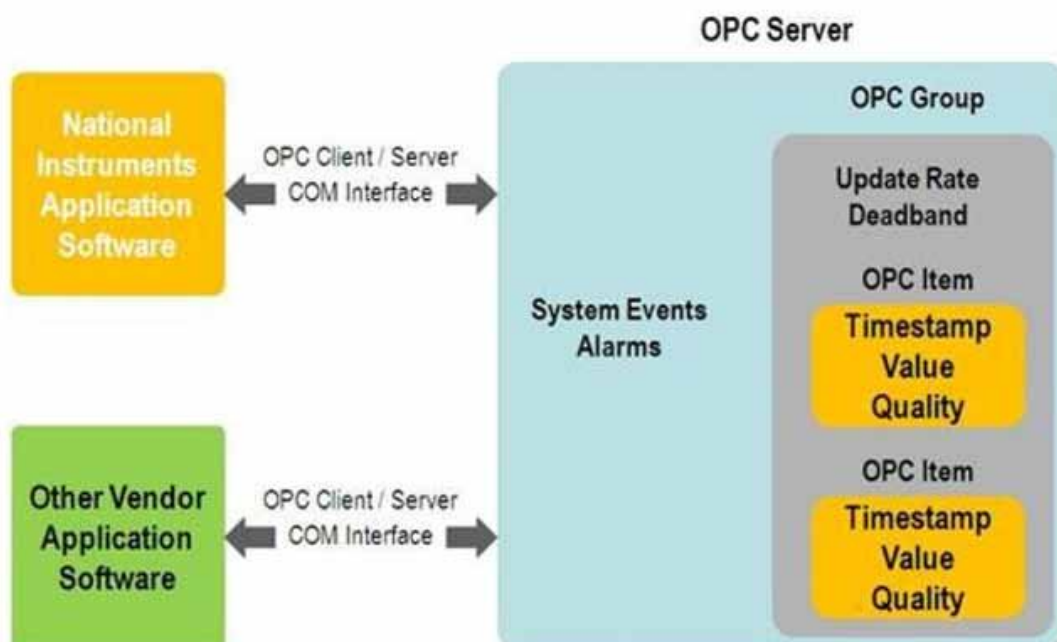 OPC Server
National
Instruments
Application
Software
OPC Client / Server
COM Interface
Other Vendor
Application
Software
OPC Client / Server
COM Interface
System Events
Alarms
OPC Group
Update Rate
Deadband
OPC Item
Timestamp
Value
Quality
OPC Item
Timestamp
Value
Quality